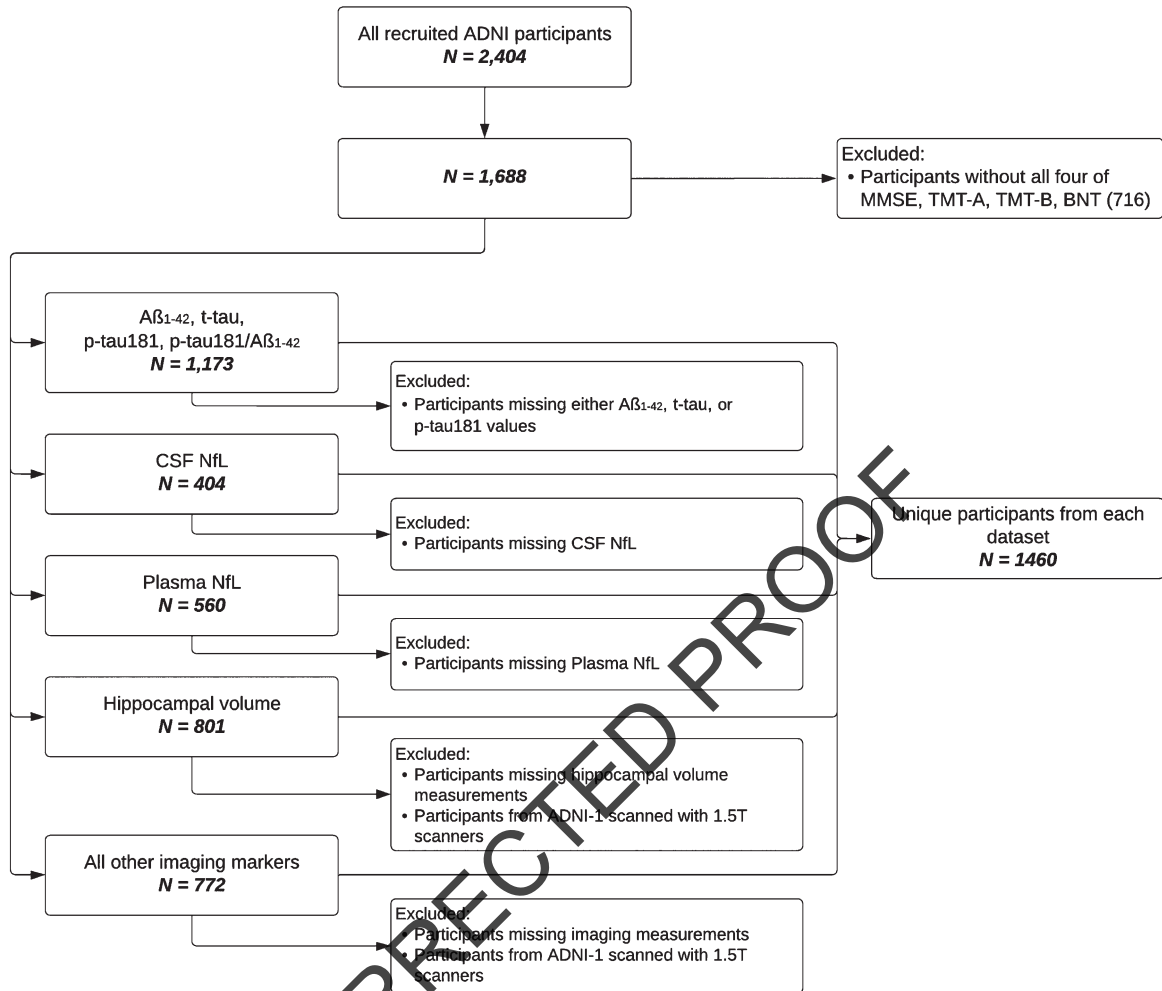 All recruited ADNI participants
N = 2,404
N = 1,688
Excluded:
• Participants without all four of
MMSE, TMT-A, TMT-B, BNT (716)
Aß1-42, t-tau,
p-tau181, p-tau181/Aß1-42
N = 1,173
Excluded:
• Participants missing either Aß1-42, t-tau, or
p-tau181 values
CSF NfL
N = 404
Excluded:
• Participants missing CSF NfL
Unique participants from each
dataset
N = 1460
Plasma NfL
N = 560
Excluded:
• Participants missing Plasma NfL
Hippocampal volume
N = 801
Excluded:
• Participants missing hippocampal volume
measurements
• Participants from ADNI-1 scanned with 1.5T
scanners
All other imaging markers
N = 772
Excluded:
• Participants missing imaging measurements
• Participants from ADNI-1 scanned with 1.5T
scanners
RRECTED PROOF